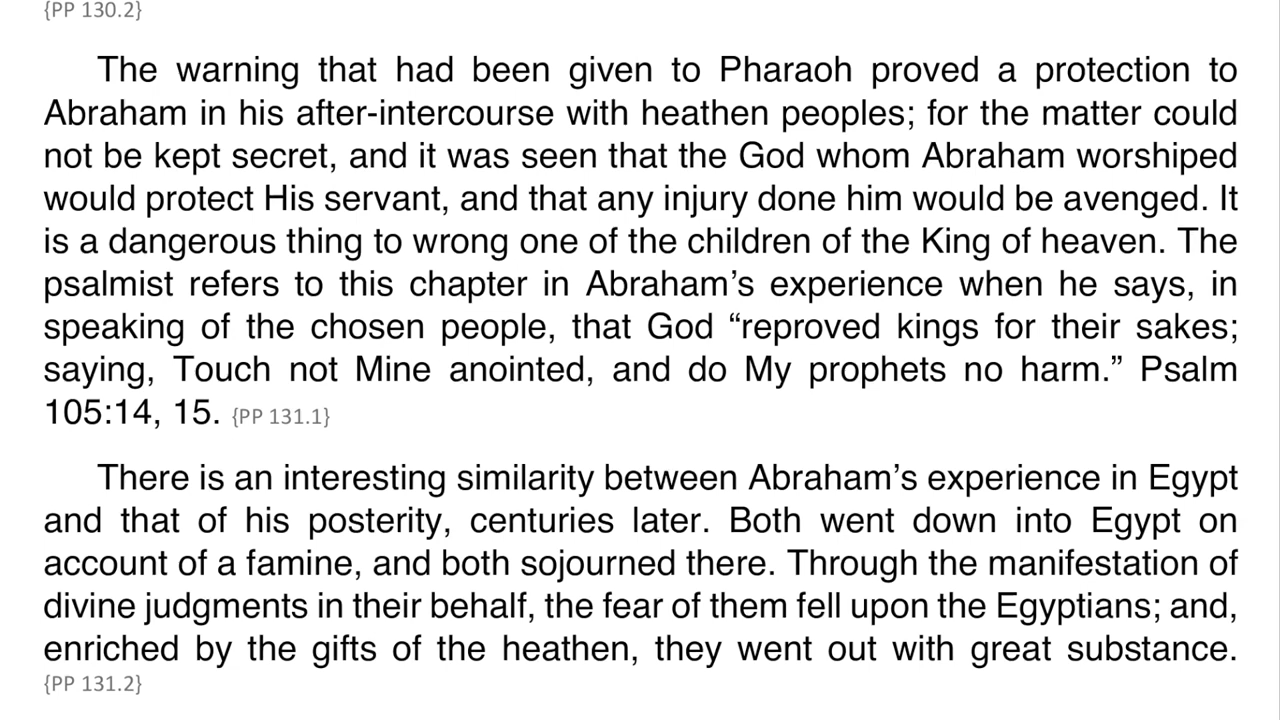 {PP 130.2}
The warning that had been given to Pharaoh proved a protection to
Abraham in his after-intercourse with heathen peoples; for the matter could
not be kept secret, and it was seen that the God whom Abraham worshiped
would protect His servant, and that any injury done him would be avenged. It
is a dangerous thing to wrong one of the children of the King of heaven. The
psalmist refers to this chapter in Abraham’s experience when he says, in
speaking of the chosen people, that God “reproved kings for their sakes;
saying, Touch not Mine anointed, and do My prophets no harm.” Psalm
105:14, 15. {PP 131.1}
There is an interesting similarity between Abraham’s experience in Egypt
and that of his posterity, centuries later. Both went down into Egypt on
account of a famine, and both sojourned there. Through the manifestation of
divine judgments in their behalf, the fear of them fell upon the Egyptians; and,
enriched by the gifts of the heathen, they went out with great substance.
{PP 131.2}